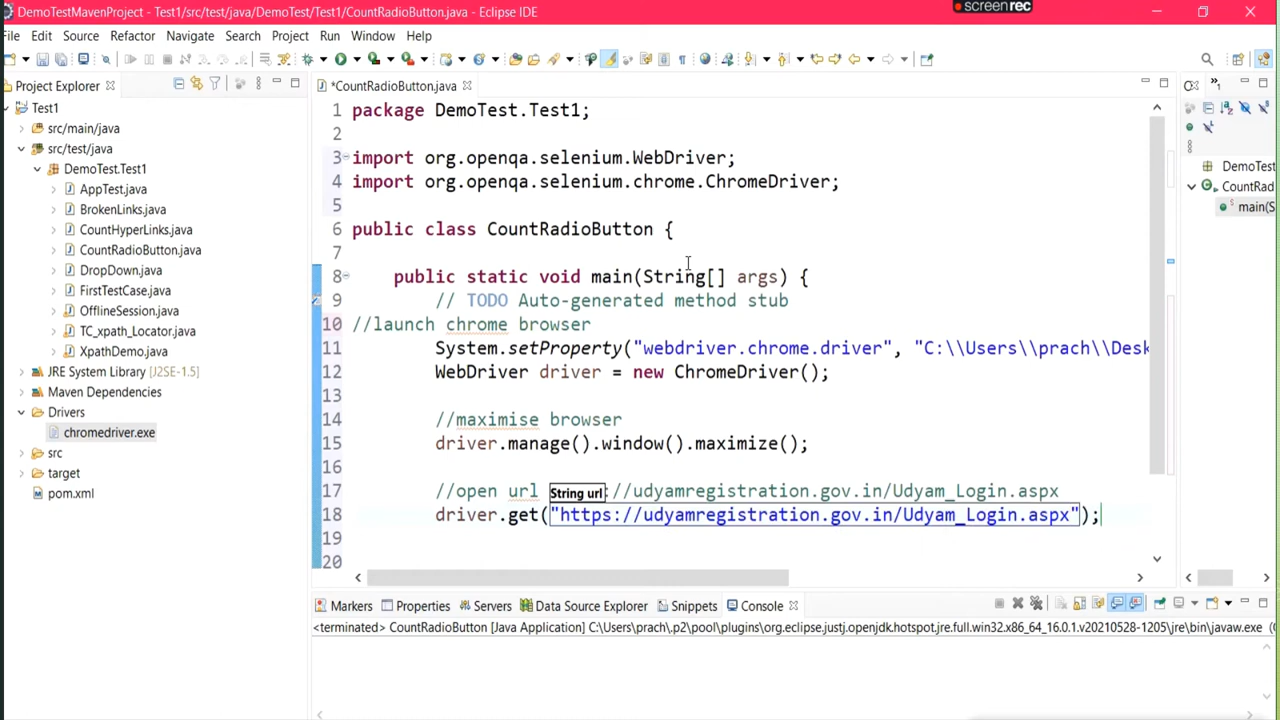 DemoTestMavenProject - Test1/src/test/java/DemoTest/Test1/CountRadioButton.java - Eclipse IDE
screenrec
File Edit Source Refactor Navigate Search Project Run Window Help
Project Explorer
*CountRadioButton.java
Test1
src/main/java
src/test/java
DemoTest.Test1
AppTest.java
BrokenLinks.java
CountHyperLinks.java
CountRadioButton.java
DropDown.java
FirstTestCase.java
OfflineSession.java
TC_xpath_Locator.java
XpathDemo.java
JRE System Library [J2SE-1.5]
Maven Dependencies
Drivers
chromedriver.exe
src
target
pom.xml
1 package DemoTest.Test1;
2
3 import org.openqa.selenium.WebDriver;
4 import org.openqa.selenium.chrome.ChromeDriver;
5
6 public class CountRadioButton {
7
8 public static void main(String[] args) {
9 // TODO Auto-generated method stub
10 //launch chrome browser
11 System.setProperty("webdriver.chrome.driver", "C:\\Users\\prach\\Desk
12 WebDriver driver = new ChromeDriver();
13
14 //maximise browser
15 driver.manage().window().maximize();
16
17 //open url String url ://udyamregistration.gov.in/Udyam_Login.aspx
18 driver.get("https://udyamregistration.gov.in/Udyam_Login.aspx");
19
20
DemoTest
CountRad
main(S
Markers Properties Servers Data Source Explorer Snippets Console
<terminated> CountRadioButton [Java Application] C:\Users\prach\.p2\pool\plugins\org.eclipse.justj.openjdk.hotspot.jre.full.win32.x86_64_16.0.1.v20210528-1205\jre\bin\javaw.exe (